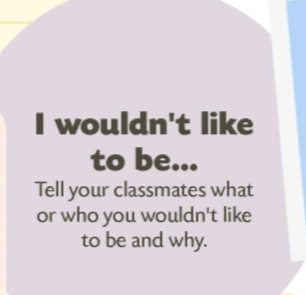 I wouldn't like
to be...
Tell your classmates what
or who you wouldn't like
to be and why.